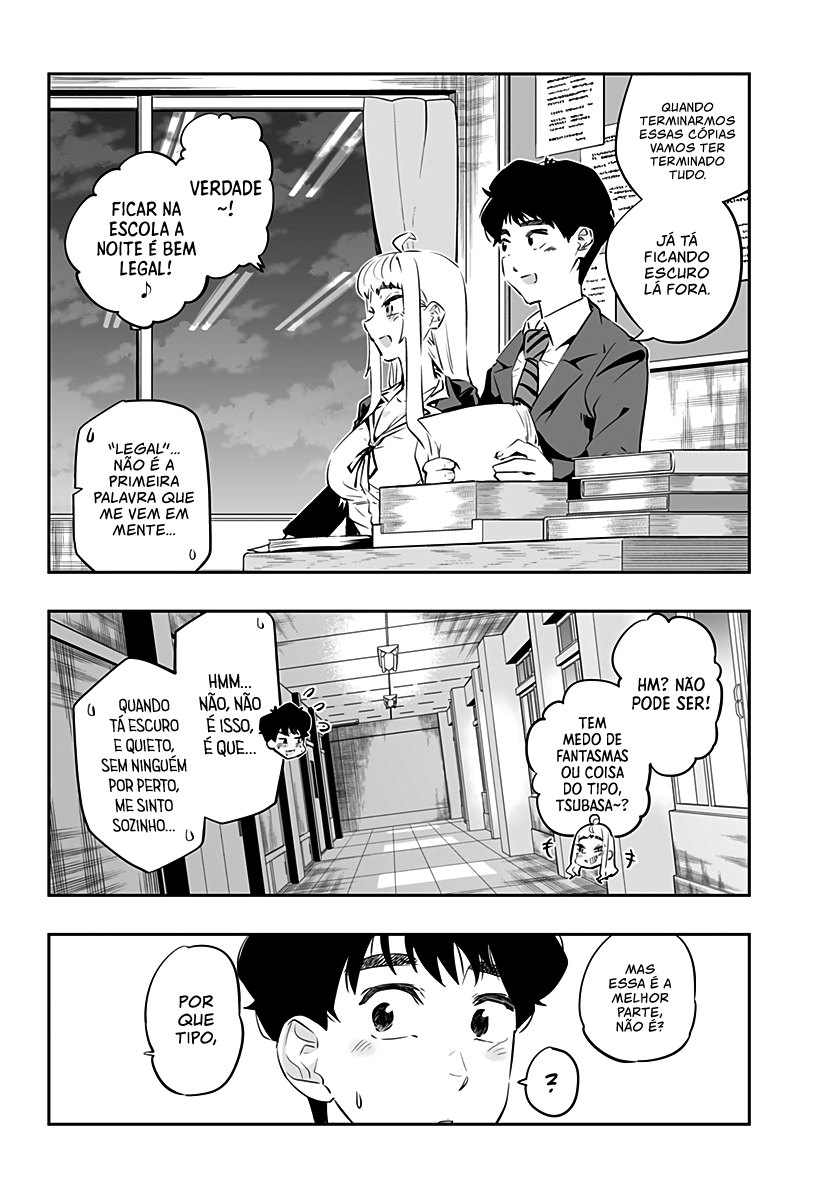 QUANDO
TERMINARMOS
ESSAS CÓPIAS
VAMOS TER
TERMINADO
TUDO.
JÁ TÁ
FICANDO
ESCURO
LÁ FORA.
VERDADE
~!
FICAR NA
ESCOLA A
NOITE É BEM
LEGAL!
♪
"LEGAL"...
NÃO É A
PRIMEIRA
PALAVRA QUE
ME VEM EM
MENTE...
HM? NÃO
PODE SER!
TEM
MEDO DE
FANTASMAS
OU COISA
DO TIPO,
TSUBASA~?
HMM...
NÃO, NÃO
É ISSO,
É QUE...
QUANDO
TÁ ESCURO
E QUIETO,
SEM NINGUÉM
POR PERTO,
ME SINTO
SOZINHO...
MAS
ESSA É A
MELHOR
PARTE,
NÃO É?
?
POR
QUE
TIPO,